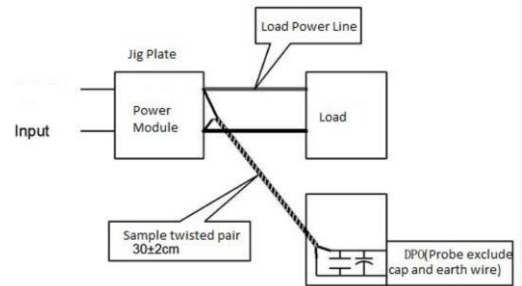 Load Power Line
Jig Plate
Power
Module
Load
Input
Sample twisted pair
30±2cm
DPO(Probe exclude
cap and earth wire)